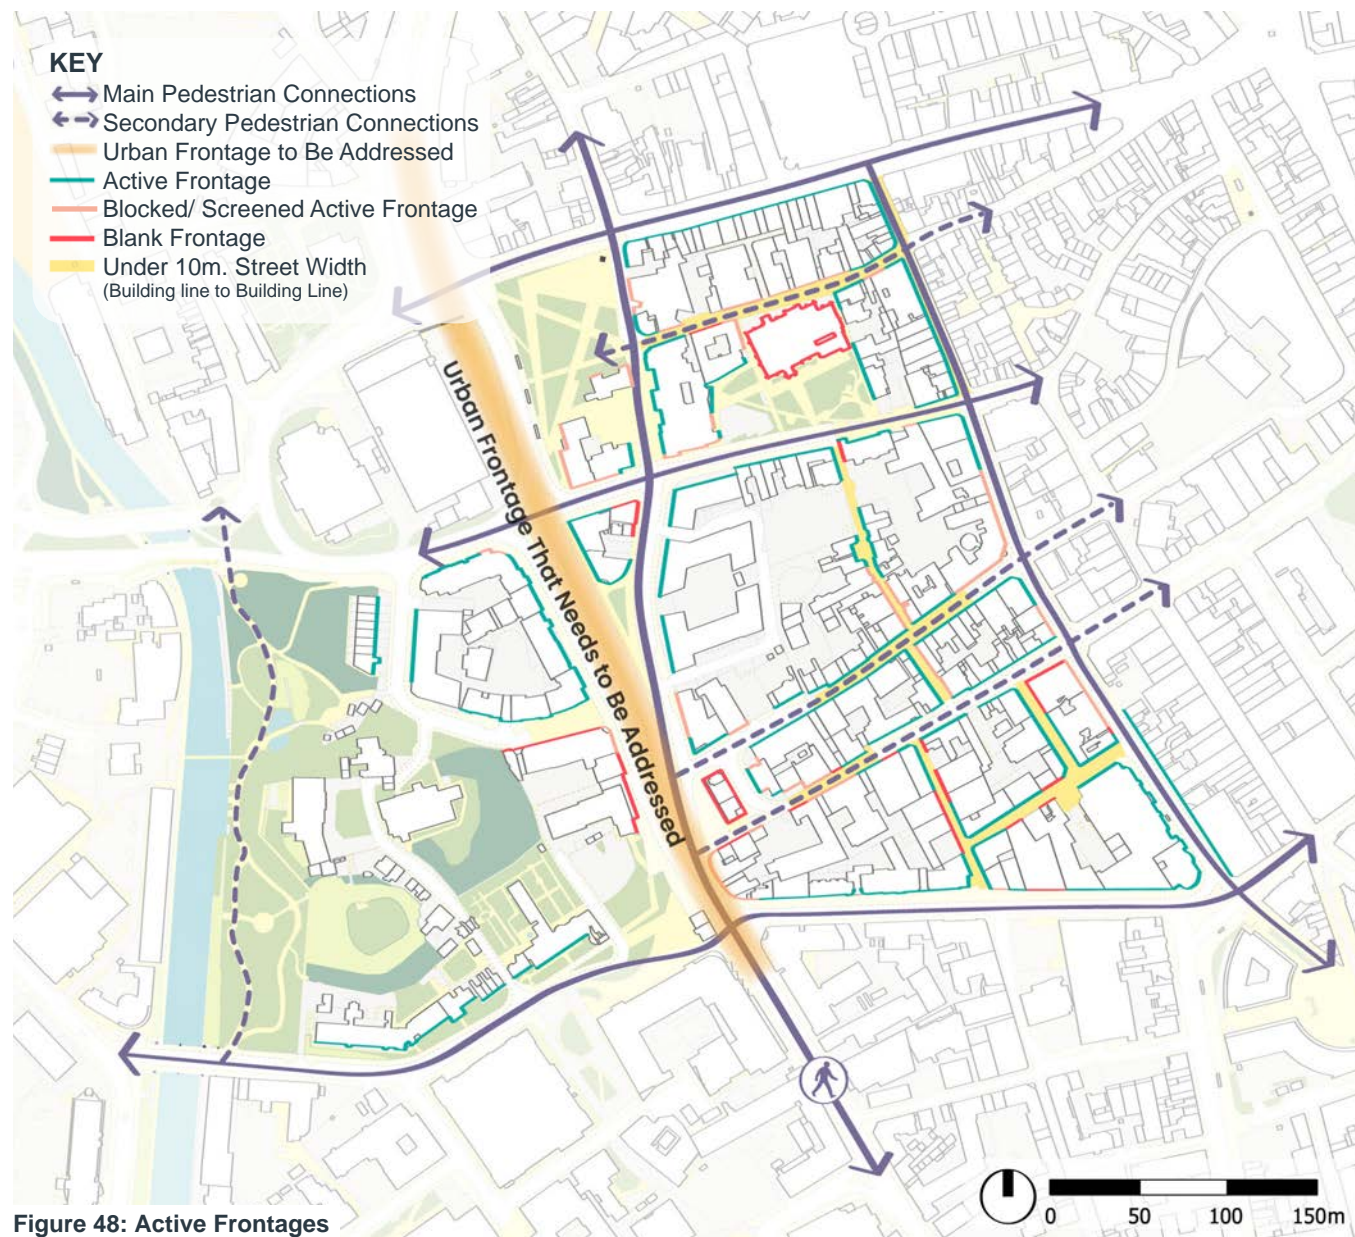 KEY
Main Pedestrian Connections
Secondary Pedestrian Connections
Urban Frontage to Be Addressed
Active Frontage
Blocked/ Screened Active Frontage
Blank Frontage
Under 10m. Street Width
(Building line to Building Line)
Urban Frontage That Needs to Be Addressed
0 50 100 150m
Figure 48: Active Frontages